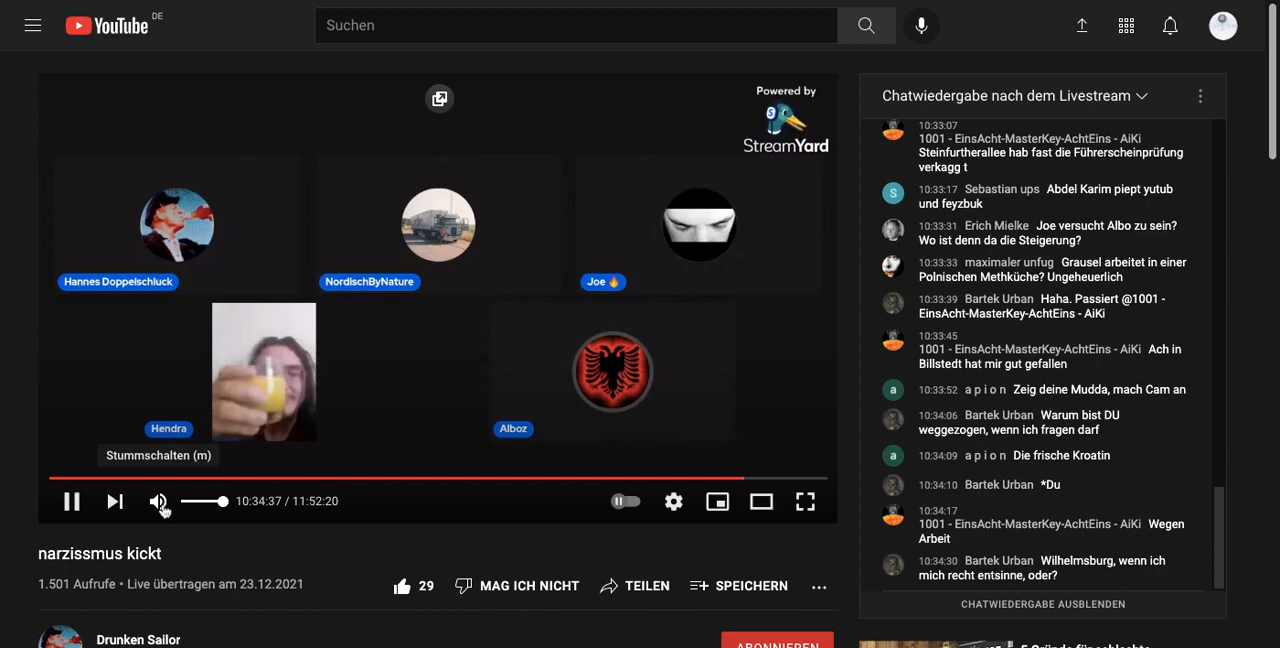 YouTube DE
Suchen
Powered by
StreamYard
Hannes Doppelschluck
NordischByNature
Joe 🔥
Hendra
Alboz
Stummschalten (m)
10:34:37 / 11:52:20
narzissmus kickt
1.501 Aufrufe • Live übertragen am 23.12.2021
29
MAG ICH NICHT
TEILEN
SPEICHERN
Drunken Sailor
ABONNIEREN
Chatwiedergabe nach dem Livestream
10:33:07
1001 - EinsAcht-MasterKey-AchtEins - AiKi
Steinfurtherallee hab fast die Führerscheinprüfung
verkagg t
S
10:33:17 Sebastian ups Abdel Karim piept yutub
und feyzbuk
10:33:31 Erich Mielke Joe versucht Albo zu sein?
Wo ist denn da die Steigerung?
10:33:33 maximaler unfug Grausel arbeitet in einer
Polnischen Methküche? Ungeheuerlich
10:33:39 Bartek Urban Haha. Passiert @1001 -
EinsAcht-MasterKey-AchtEins - AiKi
10:33:45
1001 - EinsAcht-MasterKey-AchtEins - AiKi Ach in
Billstedt hat mir gut gefallen
a
10:33:52 a p i o n Zeig deine Mudda, mach Cam an
10:34:06 Bartek Urban Warum bist DU
weggezogen, wenn ich fragen darf
a
10:34:09 a p i o n Die frische Kroatin
10:34:10 Bartek Urban *Du
10:34:17
1001 - EinsAcht-MasterKey-AchtEins - AiKi Wegen
Arbeit
10:34:30 Bartek Urban Wilhelmsburg, wenn ich
mich recht entsinne, oder?
CHATWIEDERGABE AUSBLENDEN